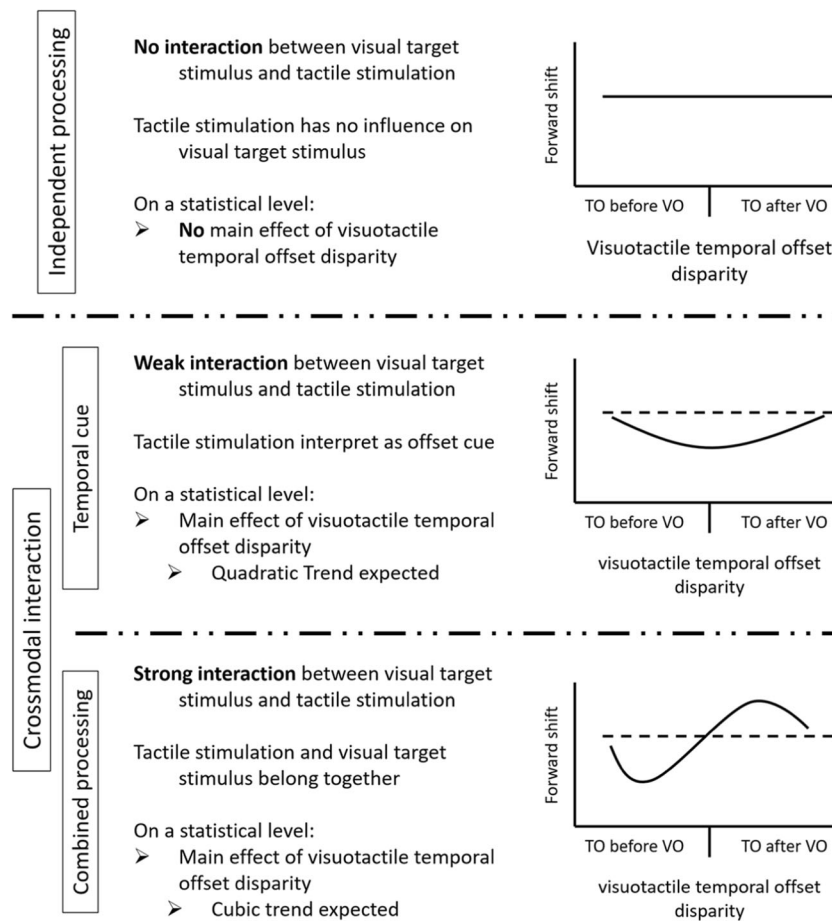 Independent processing
No interaction between visual target
stimulus and tactile stimulation
Tactile stimulation has no influence on
visual target stimulus
On a statistical level:
➢ No main effect of visuotactile
temporal offset disparity
Forward shift
TO before VO
TO after VO
Visuotactile temporal offset
disparity
Crossmodal interaction
Temporal cue
Weak interaction between visual target
stimulus and tactile stimulation
Tactile stimulation interpret as offset cue
On a statistical level:
➢ Main effect of visuotactile temporal
offset disparity
➢ Quadratic Trend expected
Forward shift
TO before VO
TO after VO
visuotactile temporal offset
disparity
Combined processing
Strong interaction between visual target
stimulus and tactile stimulation
Tactile stimulation and visual target
stimulus belong together
On a statistical level:
➢ Main effect of visuotactile temporal
offset disparity
➢ Cubic trend expected
Forward shift
TO before VO
TO after VO
visuotactile temporal offset
disparity